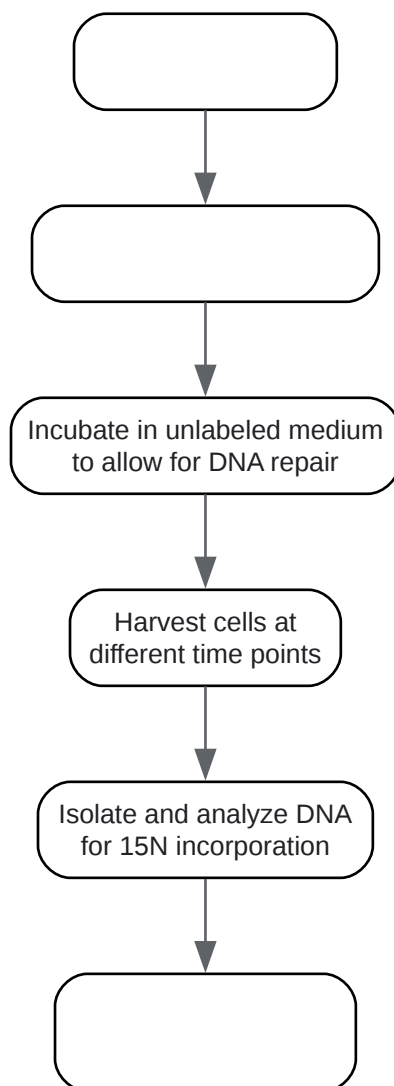 Incubate in unlabeled medium
to allow for DNA repair
Harvest cells at
different time points
Isolate and analyze DNA
for 15N incorporation